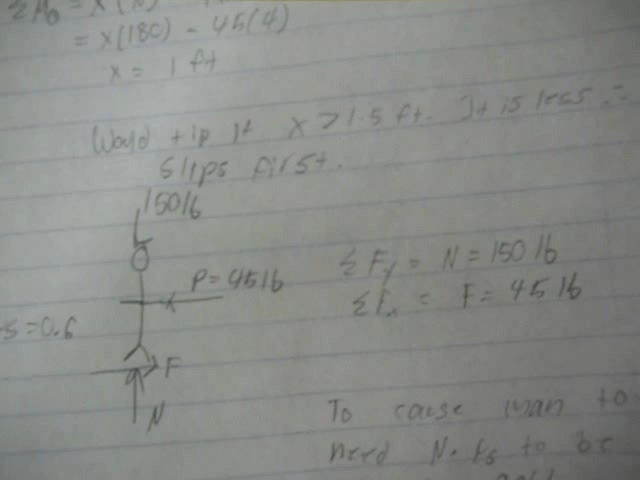 = x(180) - 45(4)
x = 1 ft
Would tip if x > 1.5 ft. It is less ∴
Slips first.
150 lb
P = 45 lb
ΣFy = N = 150 lb
ΣFx = F = 45 lb
s = 0.6
F
N
To cause man to
need N. fs to be